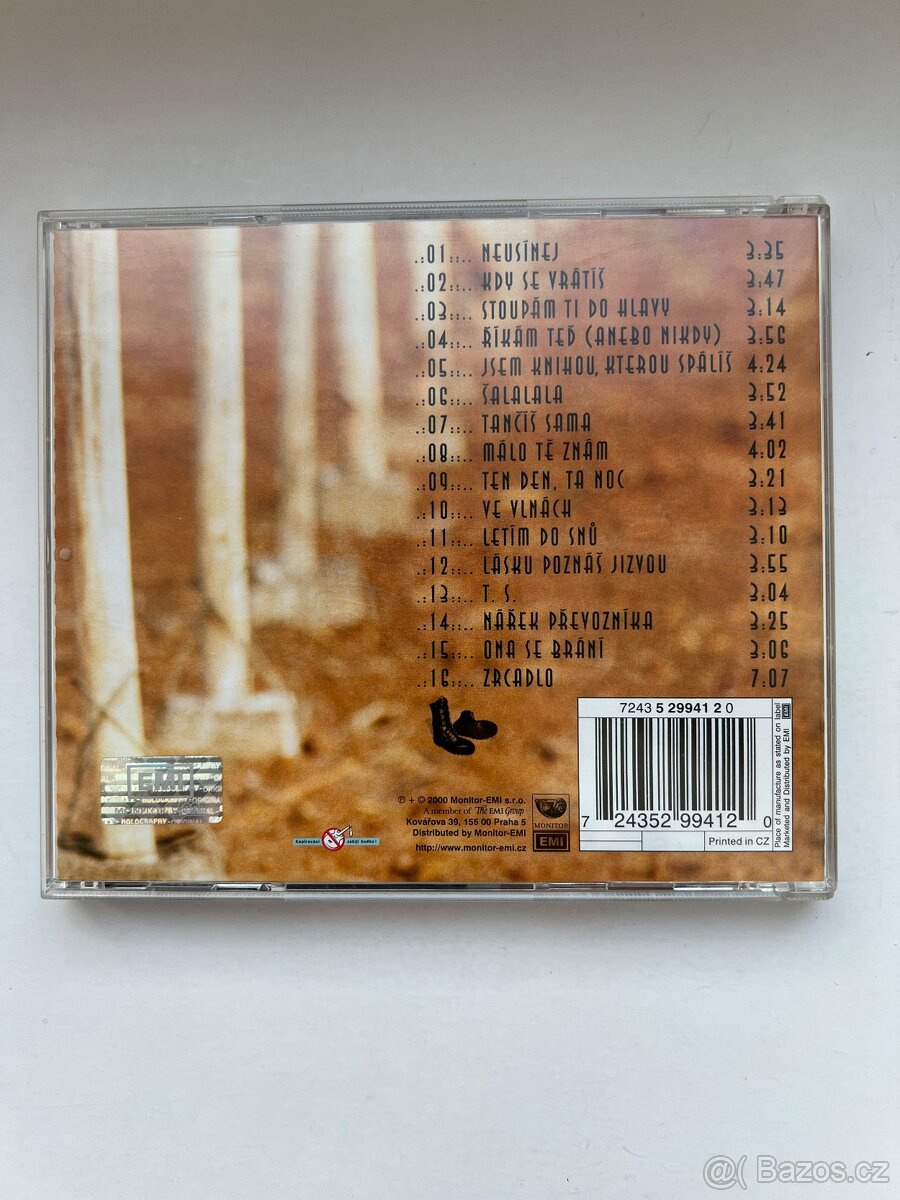 .:01::.. NEUSÍNEJ 3:35
.:02::.. KDY SE VRÁTÍŠ 3:47
.:03::.. STOUPÁM TI DO HLAVY 3:14
.:04::.. ŘÍKÁM TEĎ (ANEBO NIKDY) 3:56
.:05::.. JSEM KNIHOU, KTEROU SPÁLÍŠ 4:24
.:06::.. ŠALALALA 3:52
.:07::.. TANČÍŠ SAMA 3:41
.:08::.. MÁLO TĚ ZNÁM 4:02
.:09::.. TEN DEN, TA NOC 3:21
.:10::.. VE VLNÁCH 3:13
.:11::.. LETÍM DO SNŮ 3:10
.:12::.. LÁSKU POZNÁŠ JIZVOU 3:55
.:13::.. T. S. 3:04
.:14::.. NÁŘEK PŘEVOZNÍKA 3:25
.:15::.. ONA SE BRÁNÍ 3:06
.:16::.. ZRCADLO 7:07
7243 5 29941 2 0
7 24352 99412 0
Printed in CZ
Place of manufacture as stated on label
Marketed and Distributed by EMI
℗ + © 2000 Monitor-EMI s.r.o.
A member of The EMI Group
Kovářova 39, 155 00 Praha 5
Distributed by Monitor-EMI
http://www.monitor-emi.cz
MONITOR
EMI
EMI
HOLOGRAPHY ORIGINAL
Kopírování zabíjí hudbu!
@( Bazos.cz